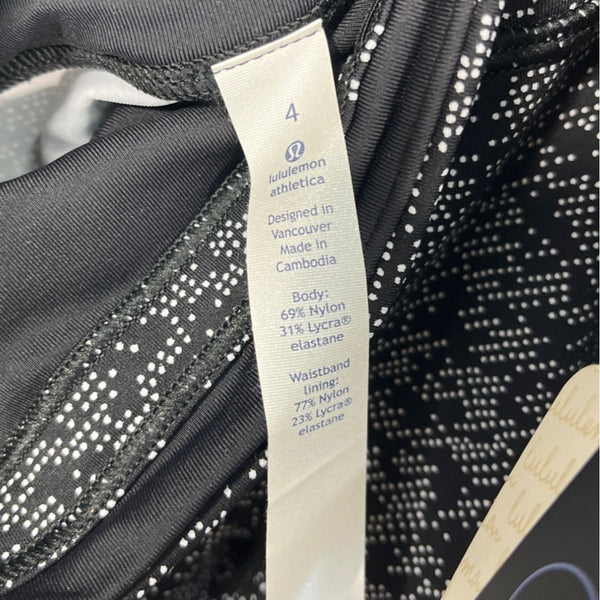 4
lululemon
athletica
Designed in
Vancouver
Made in
Cambodia
Body:
69% Nylon
31% Lycra®
elastane
Waistband
lining:
77% Nylon
23% Lycra®
elastane